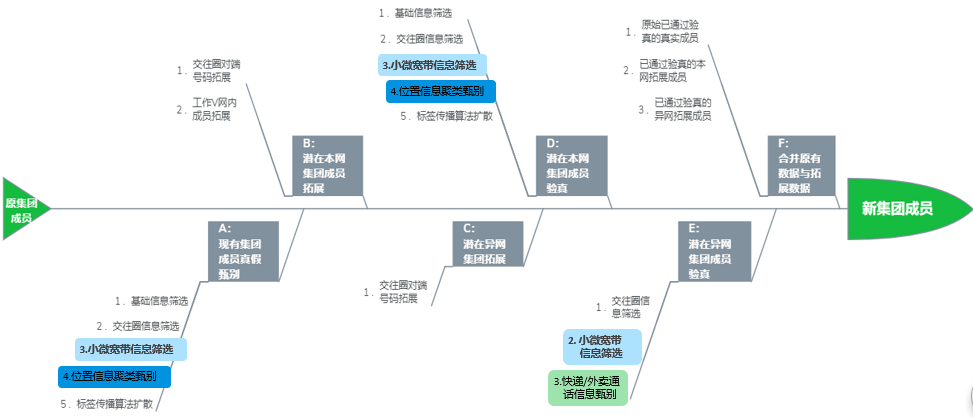 原集团
成员
A:
现有集团
成员真假
甄别
1. 基础信息筛选
2. 交往圈信息筛选
3.小微宽带信息筛选
4.位置信息聚类甄别
5. 标签传播算法扩散
B:
潜在本网
集团成员
拓展
1. 交往圈对端
号码拓展
2. 工作V网内
成员拓展
C:
潜在异网
集团拓展
1. 交往圈对端
号码拓展
D:
潜在本网
集团成员
验真
1. 基础信息筛选
2. 交往圈信息筛选
3.小微宽带信息筛选
4.位置信息聚类甄别
5. 标签传播算法扩散
E:
潜在异网
集团成员
验真
1. 交往圈信
息筛选
2. 小微宽带
信息筛选
3.快递/外卖通
话信息甄别
F:
合并原有
数据与拓
展数据
1. 原始已通过验
真的真实成员
2. 已通过验真的本
网拓展成员
3. 已通过验真的
异网拓展成员
新集团成员